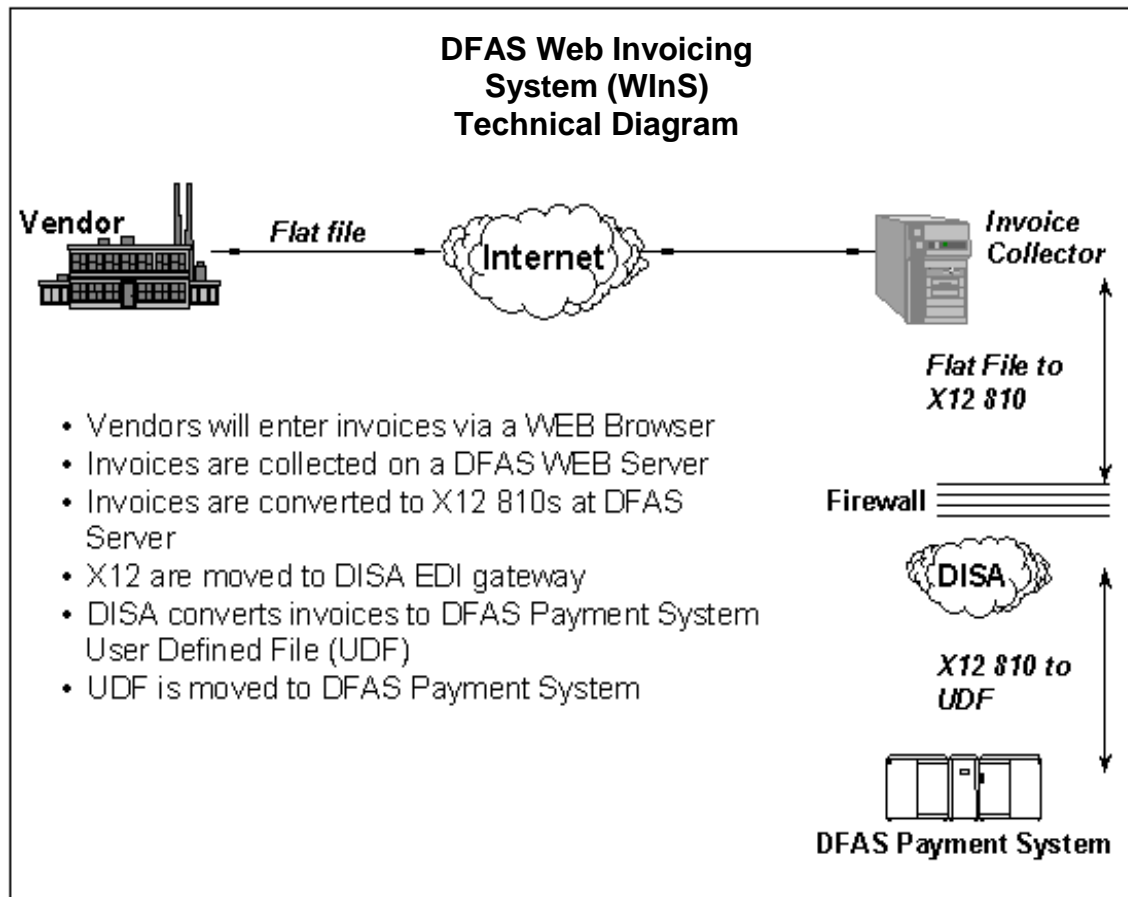 DFAS Web Invoicing
System (WInS)
Technical Diagram
Vendor
Flat file
Internet
Invoice
Collector
Flat File to
X12 810
• Vendors will enter invoices via a WEB Browser
• Invoices are collected on a DFAS WEB Server
• Invoices are converted to X12 810s at DFAS
Server
• X12 are moved to DISA EDI gateway
• DISA converts invoices to DFAS Payment System
User Defined File (UDF)
• UDF is moved to DFAS Payment System
Firewall
DISA
X12 810 to
UDF
DFAS Payment System